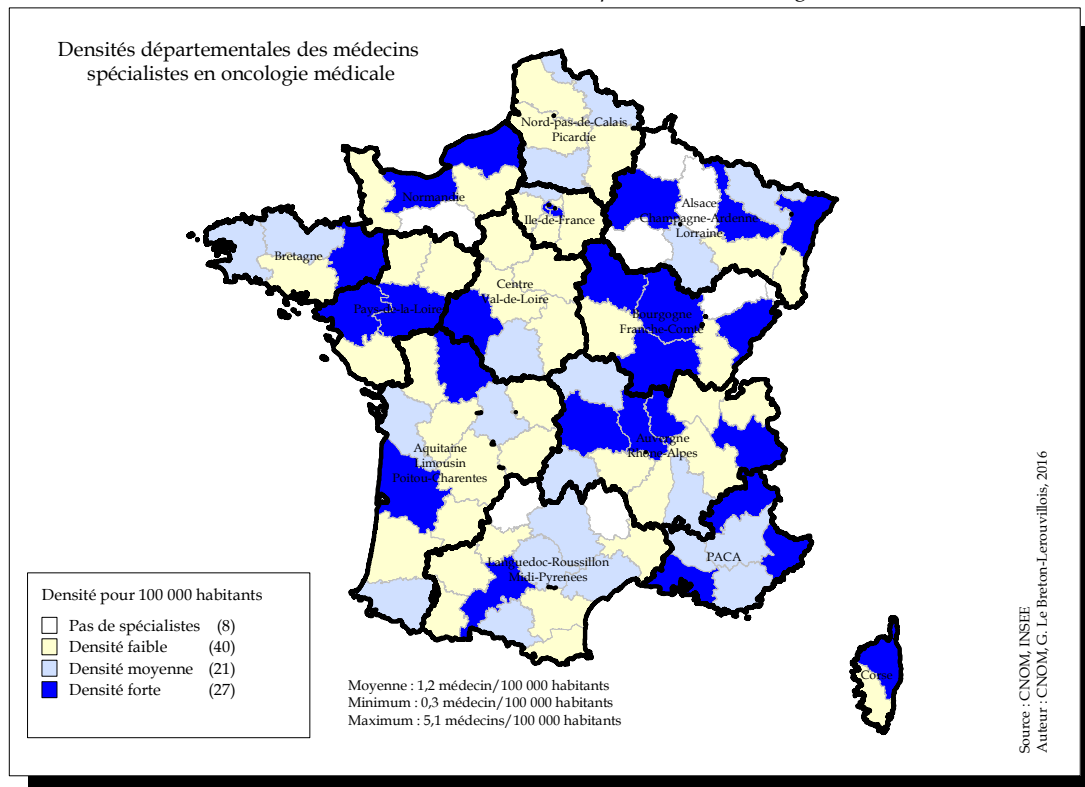 Densités départementales des médecins
spécialistes en oncologie médicale
Nord-pas-de-Calais
Picardie
Normandie
Ile-de-France
Alsace
Champagne-Ardenne
Lorraine
Bretagne
Centre
Val-de-Loire
Pays-de-la-Loire
Bourgogne
Franche-Comté
Auvergne
Rhône-Alpes
Aquitaine
Limousin
Poitou-Charentes
PACA
Languedoc-Roussillon
Midi-Pyrenees
Corse
Densité pour 100 000 habitants
Pas de spécialistes (8)
Densité faible (40)
Densité moyenne (21)
Densité forte (27)
Moyenne : 1,2 médecin/100 000 habitants
Minimum : 0,3 médecin/100 000 habitants
Maximum : 5,1 médecins/100 000 habitants
Source : CNOM, INSEE
Auteur : CNOM, G. Le Breton-Lerouvillois, 2016